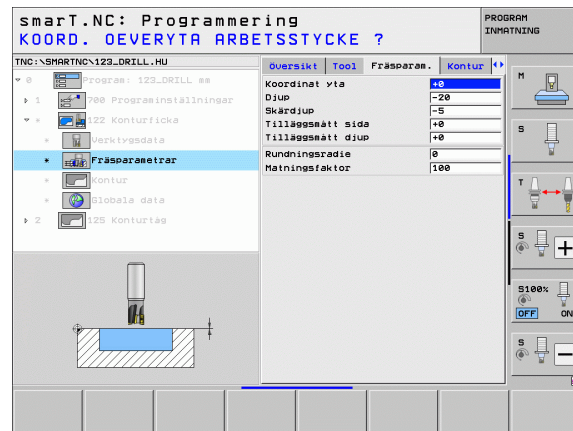 smarT.NC: Programmering
KOORD. OEVERYTA ARBETSSTYCKE ?
PROGRAM
INMATNING
TNC:\SMARTNC\123_DRILL.HU
0 Program: 123_DRILL mm
1 700 Programinställningar
* 122 Konturficka
* Verktygsdata
* Fräsparametrar
* Kontur
* Globala data
2 125 Konturtåg
Översikt Tool Fräsparam. Kontur
Koordinat yta +0
Djup -20
Skärdjup -5
Tilläggsmått sida +0
Tilläggsmått djup +0
Rundningsradie 0
Matningsfaktor 100
M
S
T
S +
S100%
OFF ON
S -